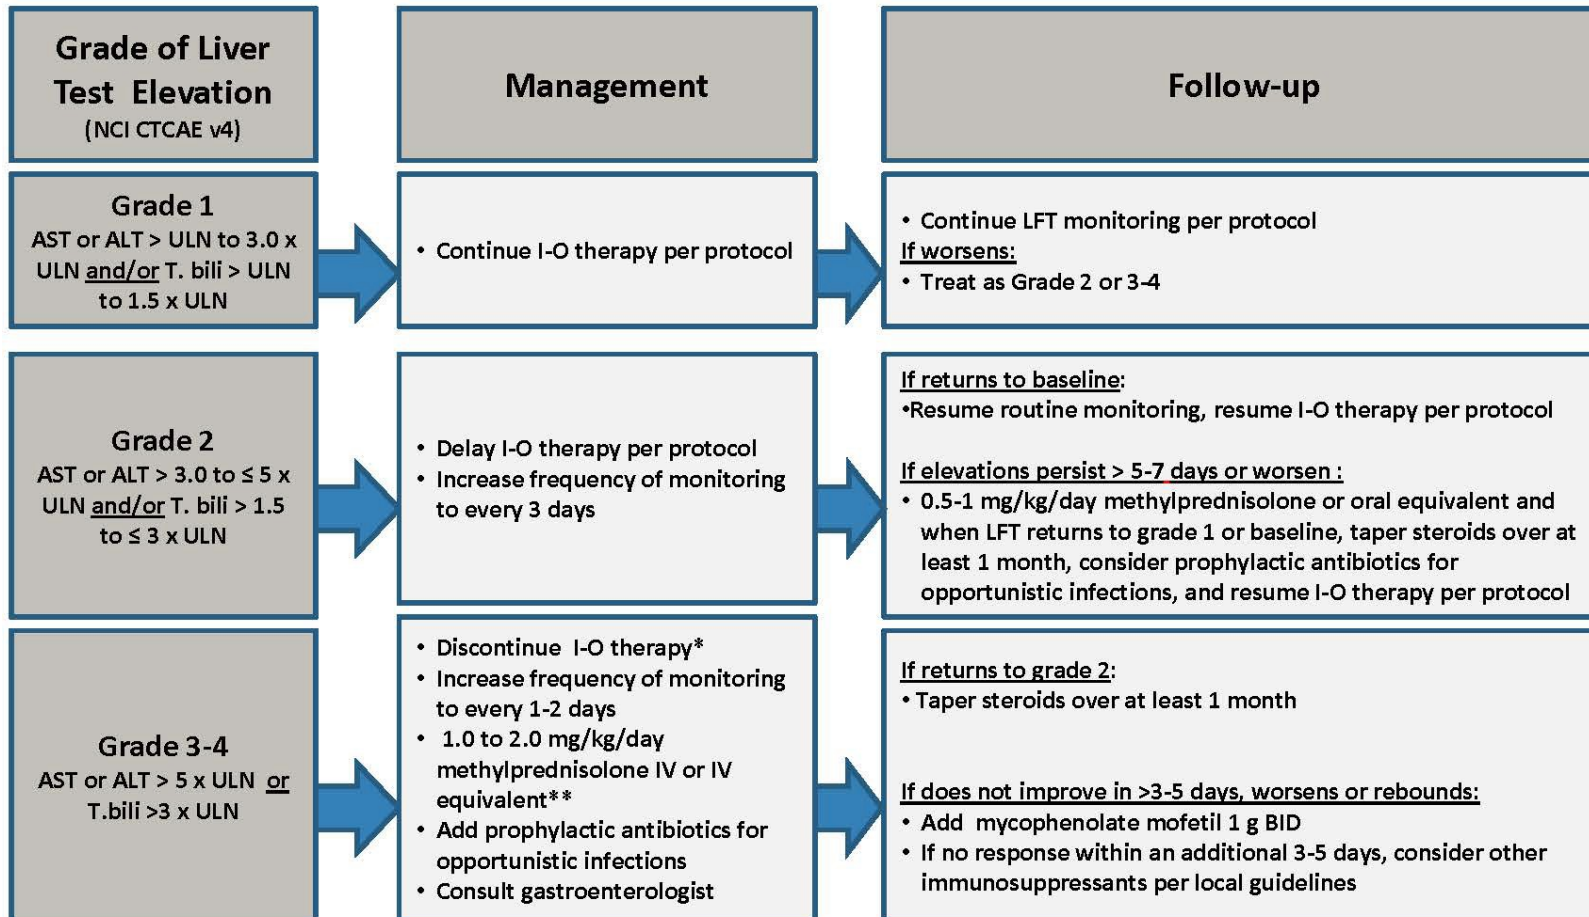 Grade of Liver
Test Elevation
(NCI CTCAE v4)
Management
Follow-up
Grade 1
AST or ALT > ULN to 3.0 x
ULN and/or T. bili > ULN
to 1.5 x ULN
• Continue I-O therapy per protocol
• Continue LFT monitoring per protocol
If worsens:
• Treat as Grade 2 or 3-4
Grade 2
AST or ALT > 3.0 to ≤ 5 x
ULN and/or T. bili > 1.5
to ≤ 3 x ULN
• Delay I-O therapy per protocol
• Increase frequency of monitoring
to every 3 days
If returns to baseline:
•Resume routine monitoring, resume I-O therapy per protocol
If elevations persist > 5-7 days or worsen :
• 0.5-1 mg/kg/day methylprednisolone or oral equivalent and
when LFT returns to grade 1 or baseline, taper steroids over at
least 1 month, consider prophylactic antibiotics for
opportunistic infections, and resume I-O therapy per protocol
Grade 3-4
AST or ALT > 5 x ULN or
T.bili >3 x ULN
• Discontinue I-O therapy*
• Increase frequency of monitoring
to every 1-2 days
• 1.0 to 2.0 mg/kg/day
methylprednisolone IV or IV
equivalent**
• Add prophylactic antibiotics for
opportunistic infections
• Consult gastroenterologist
If returns to grade 2:
• Taper steroids over at least 1 month
If does not improve in >3-5 days, worsens or rebounds:
• Add mycophenolate mofetil 1 g BID
• If no response within an additional 3-5 days, consider other
immunosuppressants per local guidelines